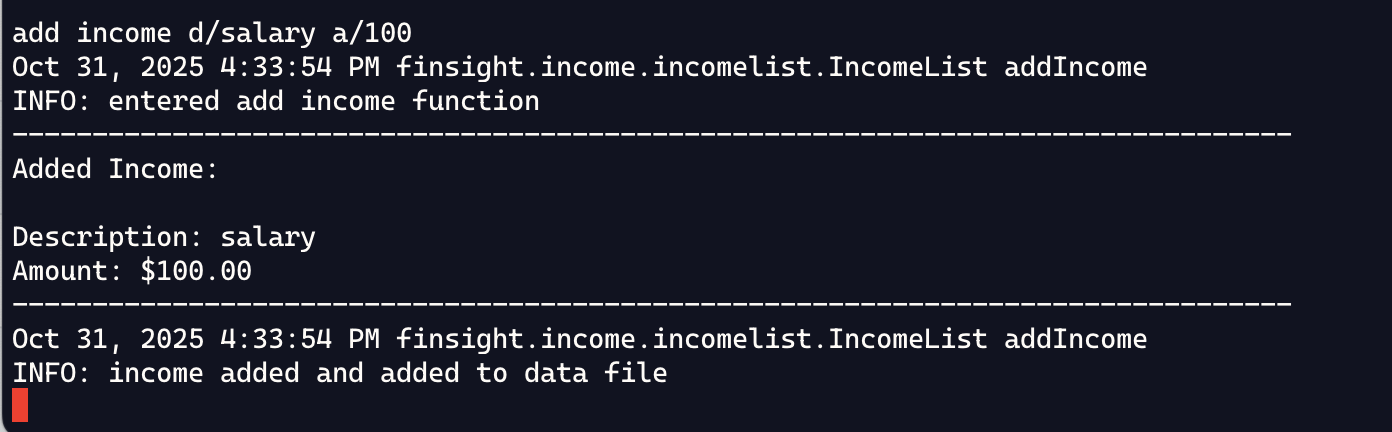 add income d/salary a/100
Oct 31, 2025 4:33:54 PM finsight.income.incomelist.IncomeList addIncome
INFO: entered add income function
--------------------------------------------------------------------------------
Added Income:

Description: salary
Amount: $100.00
--------------------------------------------------------------------------------
Oct 31, 2025 4:33:54 PM finsight.income.incomelist.IncomeList addIncome
INFO: income added and added to data file